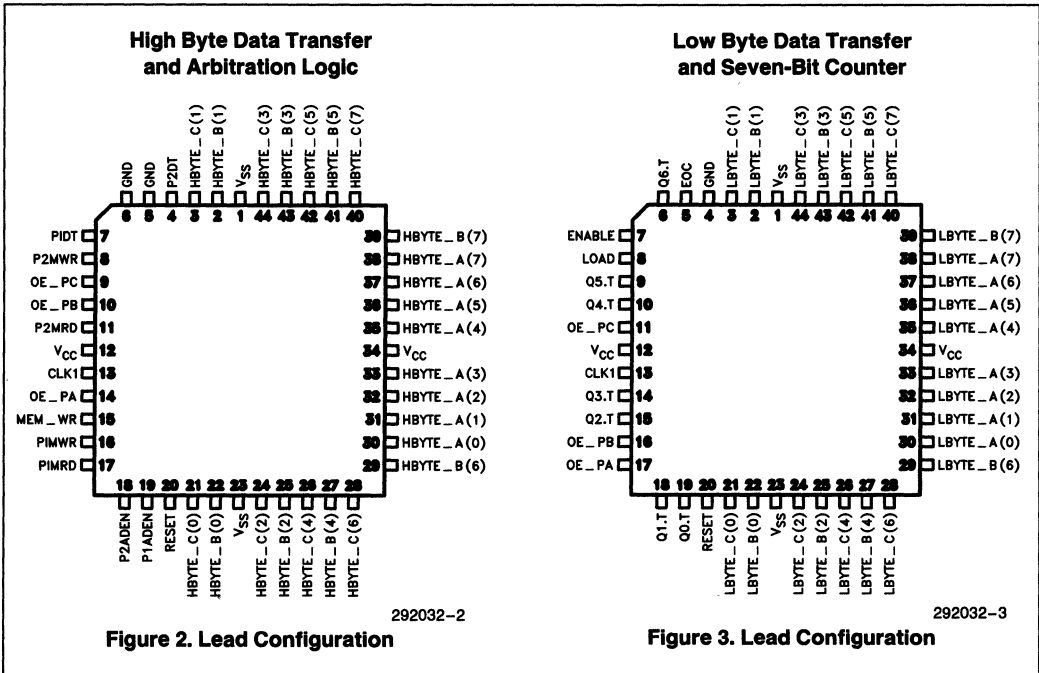 High Byte Data Transfer
and Arbitration Logic
GND
GND
P2DT
HBYTE_C(1)
HBYTE_B(1)
VSS
HBYTE_C(3)
HBYTE_B(3)
HBYTE_C(5)
HBYTE_B(5)
HBYTE_C(7)
6 5 4 3 2 1 44 43 42 41 40
PIDT 7
P2MWR 8
OE_PC 9
OE_PB 10
P2MRD 11
VCC 12
CLK1 13
OE_PA 14
MEM_WR 15
PIMWR 16
PIMRD 17
39 HBYTE_B(7)
38 HBYTE_A(7)
37 HBYTE_A(6)
36 HBYTE_A(5)
35 HBYTE_A(4)
34 VCC
33 HBYTE_A(3)
32 HBYTE_A(2)
31 HBYTE_A(1)
30 HBYTE_A(0)
29 HBYTE_B(6)
18 19 20 21 22 23 24 25 26 27 28
P2ADEN
P1ADEN
RESET
HBYTE_C(0)
HBYTE_B(0)
VSS
HBYTE_C(2)
HBYTE_B(2)
HBYTE_C(4)
HBYTE_B(4)
HBYTE_C(6)
292032-2
Figure 2. Lead Configuration
Low Byte Data Transfer
and Seven-Bit Counter
Q6.T
EOC
GND
LBYTE_C(1)
LBYTE_B(1)
VSS
LBYTE_C(3)
LBYTE_B(3)
LBYTE_C(5)
LBYTE_B(5)
LBYTE_C(7)
6 5 4 3 2 1 44 43 42 41 40
ENABLE 7
LOAD 8
Q5.T 9
Q4.T 10
OE_PC 11
VCC 12
CLK1 13
Q3.T 14
Q2.T 15
OE_PB 16
OE_PA 17
39 LBYTE_B(7)
38 LBYTE_A(7)
37 LBYTE_A(6)
36 LBYTE_A(5)
35 LBYTE_A(4)
34 VCC
33 LBYTE_A(3)
32 LBYTE_A(2)
31 LBYTE_A(1)
30 LBYTE_A(0)
29 LBYTE_B(6)
18 19 20 21 22 23 24 25 26 27 28
Q1.T
Q0.T
RESET
LBYTE_C(0)
LBYTE_B(0)
VSS
LBYTE_C(2)
LBYTE_B(2)
LBYTE_C(4)
LBYTE_B(4)
LBYTE_C(6)
292032-3
Figure 3. Lead Configuration